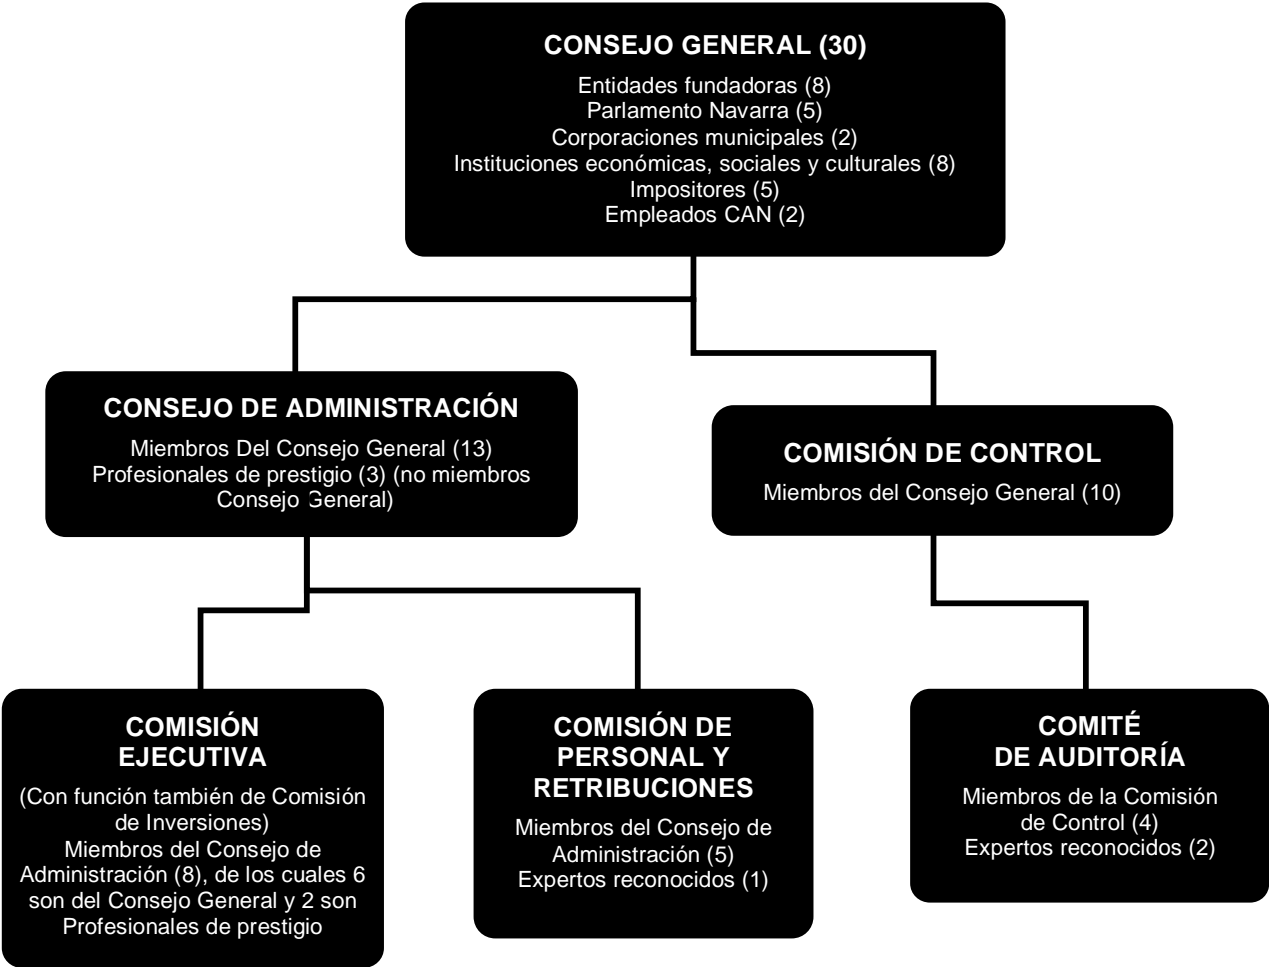 CONSEJO GENERAL (30)
Entidades fundadoras (8)
Parlamento Navarra (5)
Corporaciones municipales (2)
Instituciones económicas, sociales y culturales (8)
Impositores (5)
Empleados CAN (2)
CONSEJO DE ADMINISTRACIÓN
Miembros Del Consejo General (13)
Profesionales de prestigio (3) (no miembros
Consejo General)
COMISIÓN DE CONTROL
Miembros del Consejo General (10)
COMISIÓN
EJECUTIVA
(Con función también de Comisión
de Inversiones)
Miembros del Consejo de
Administración (8), de los cuales 6
son del Consejo General y 2 son
Profesionales de prestigio
COMISIÓN DE
PERSONAL Y
RETRIBUCIONES
Miembros del Consejo de
Administración (5)
Expertos reconocidos (1)
COMITÉ
DE AUDITORÍA
Miembros de la Comisión
de Control (4)
Expertos reconocidos (2)